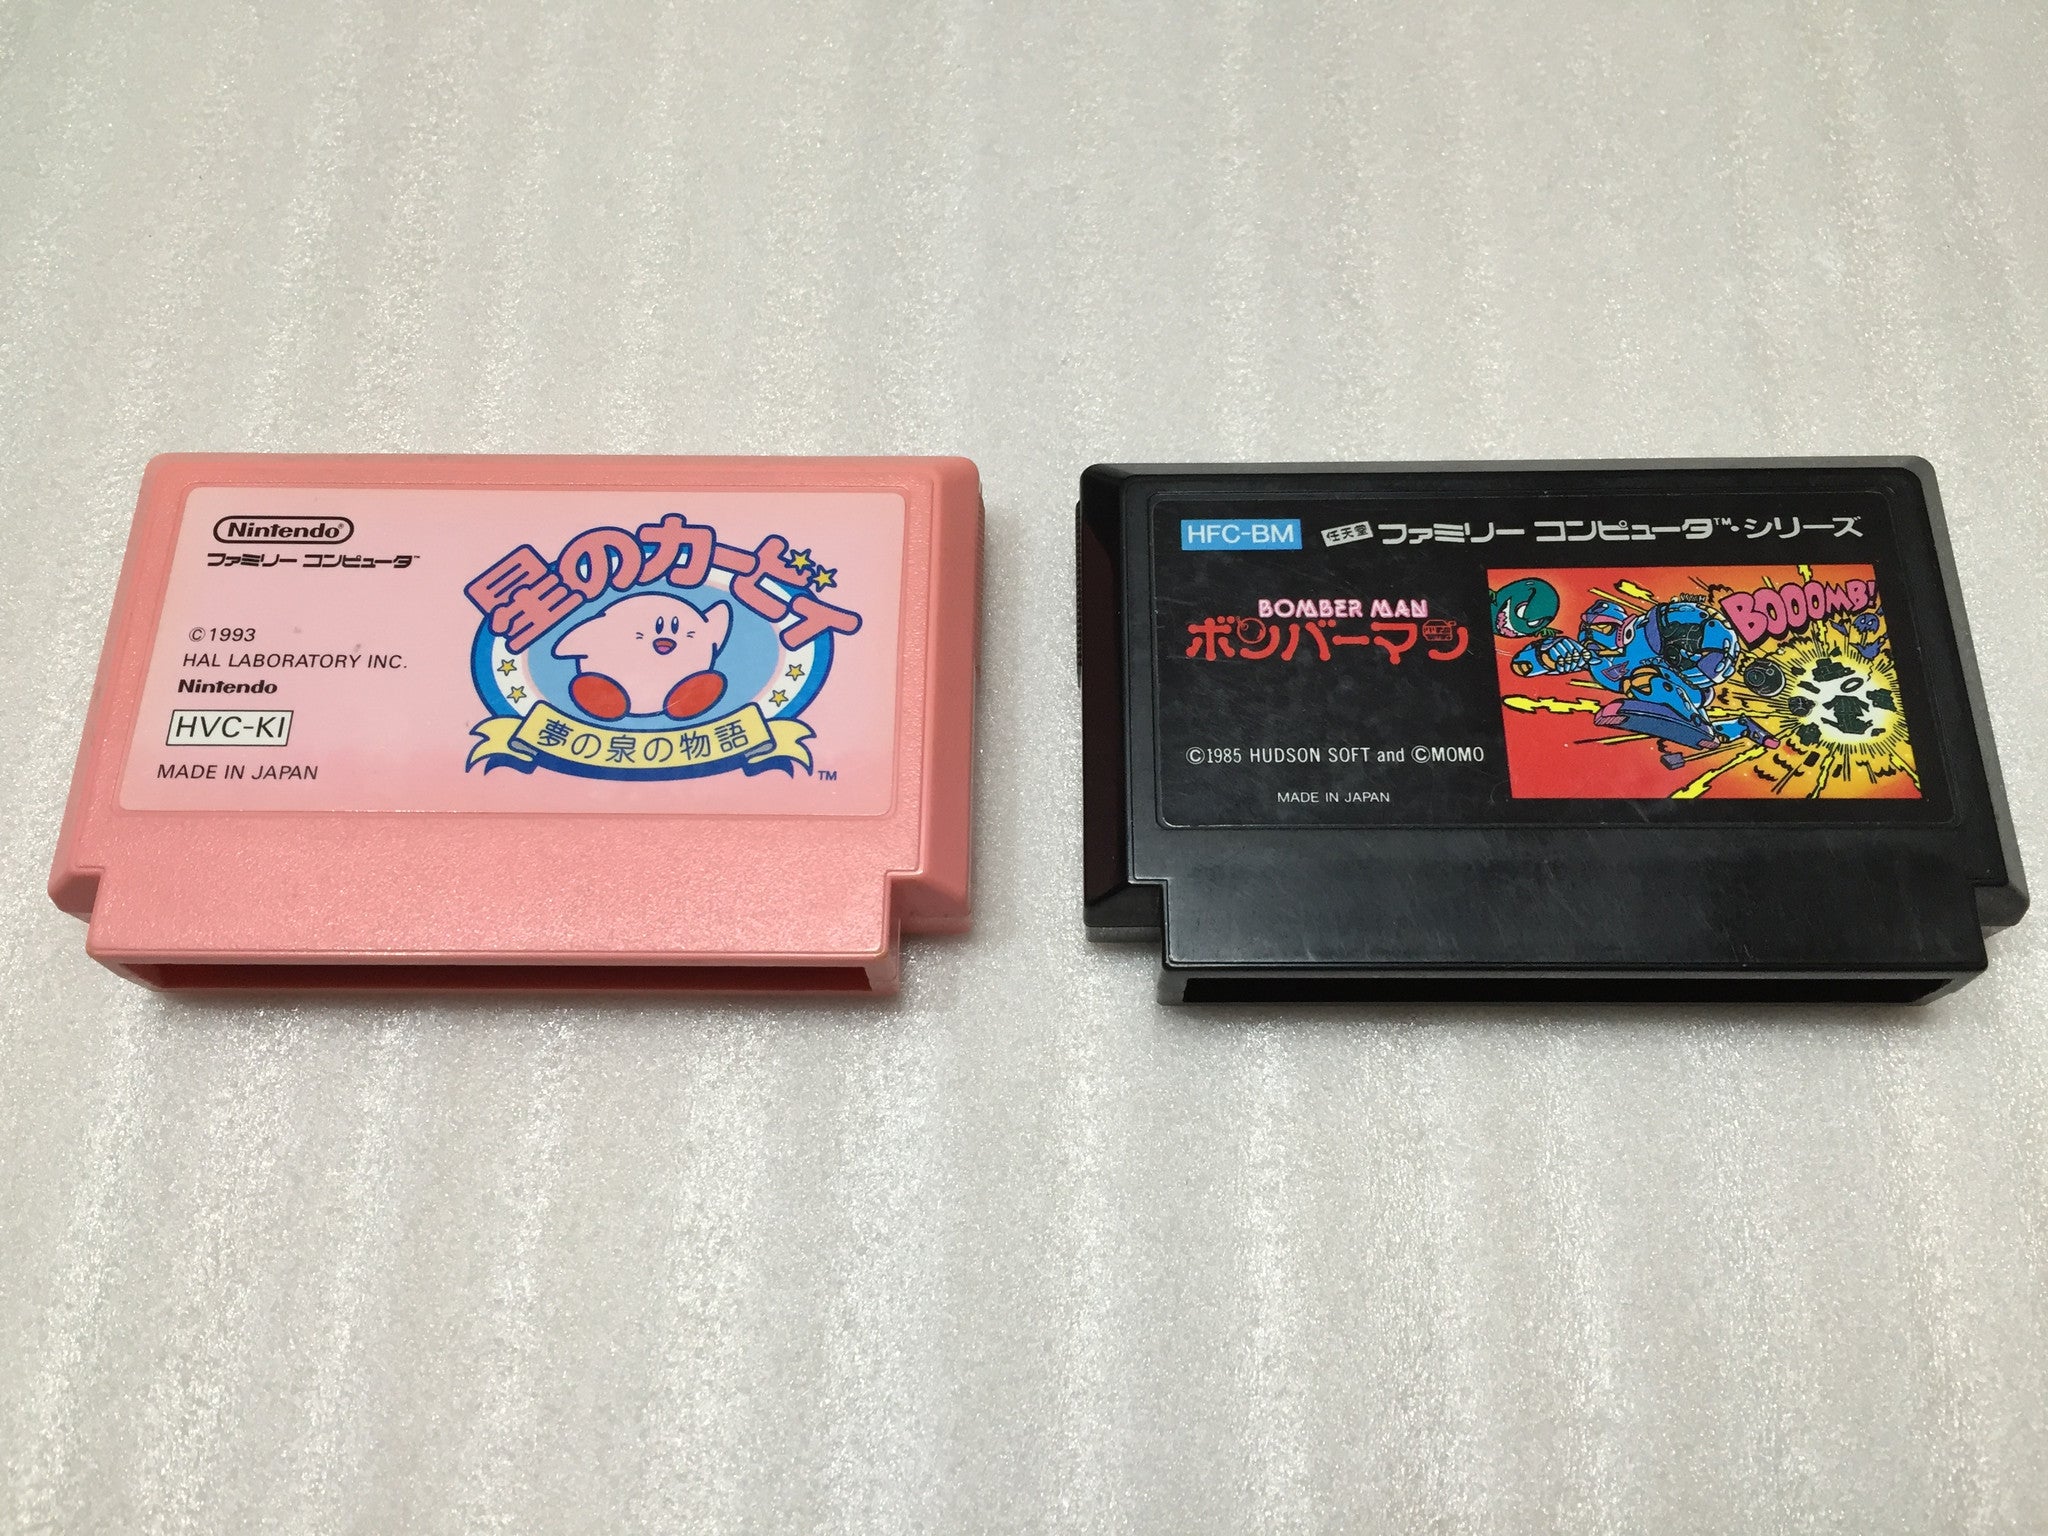 Nintendo®
ファミリー コンピュータ™
©1993
HAL LABORATORY INC.
Nintendo
HVC-KI
MADE IN JAPAN
星のカービィ
夢の泉の物語
™
HFC-BM 任天堂 ファミリー コンピュータ™・シリーズ
BOMBER MAN
ボンバーマン
©1985 HUDSON SOFT and ©MOMO
MADE IN JAPAN
BOOOMB!